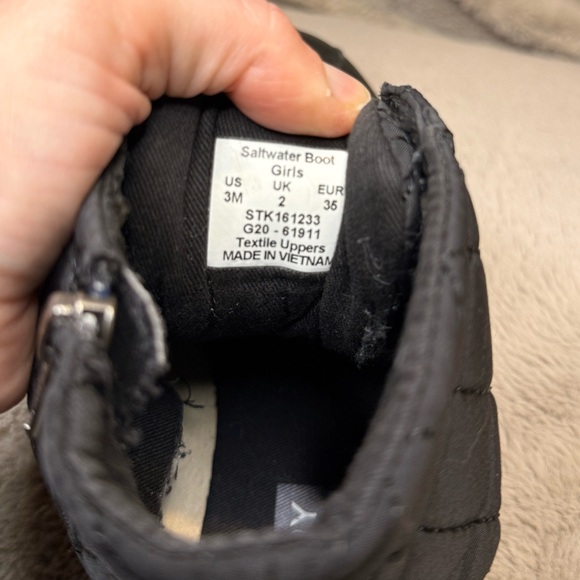 Saltwater Boot
Girls
US UK EUR
3M 2 35
STK161233
G20 - 61911
Textile Uppers
MADE IN VIETNAM
Y